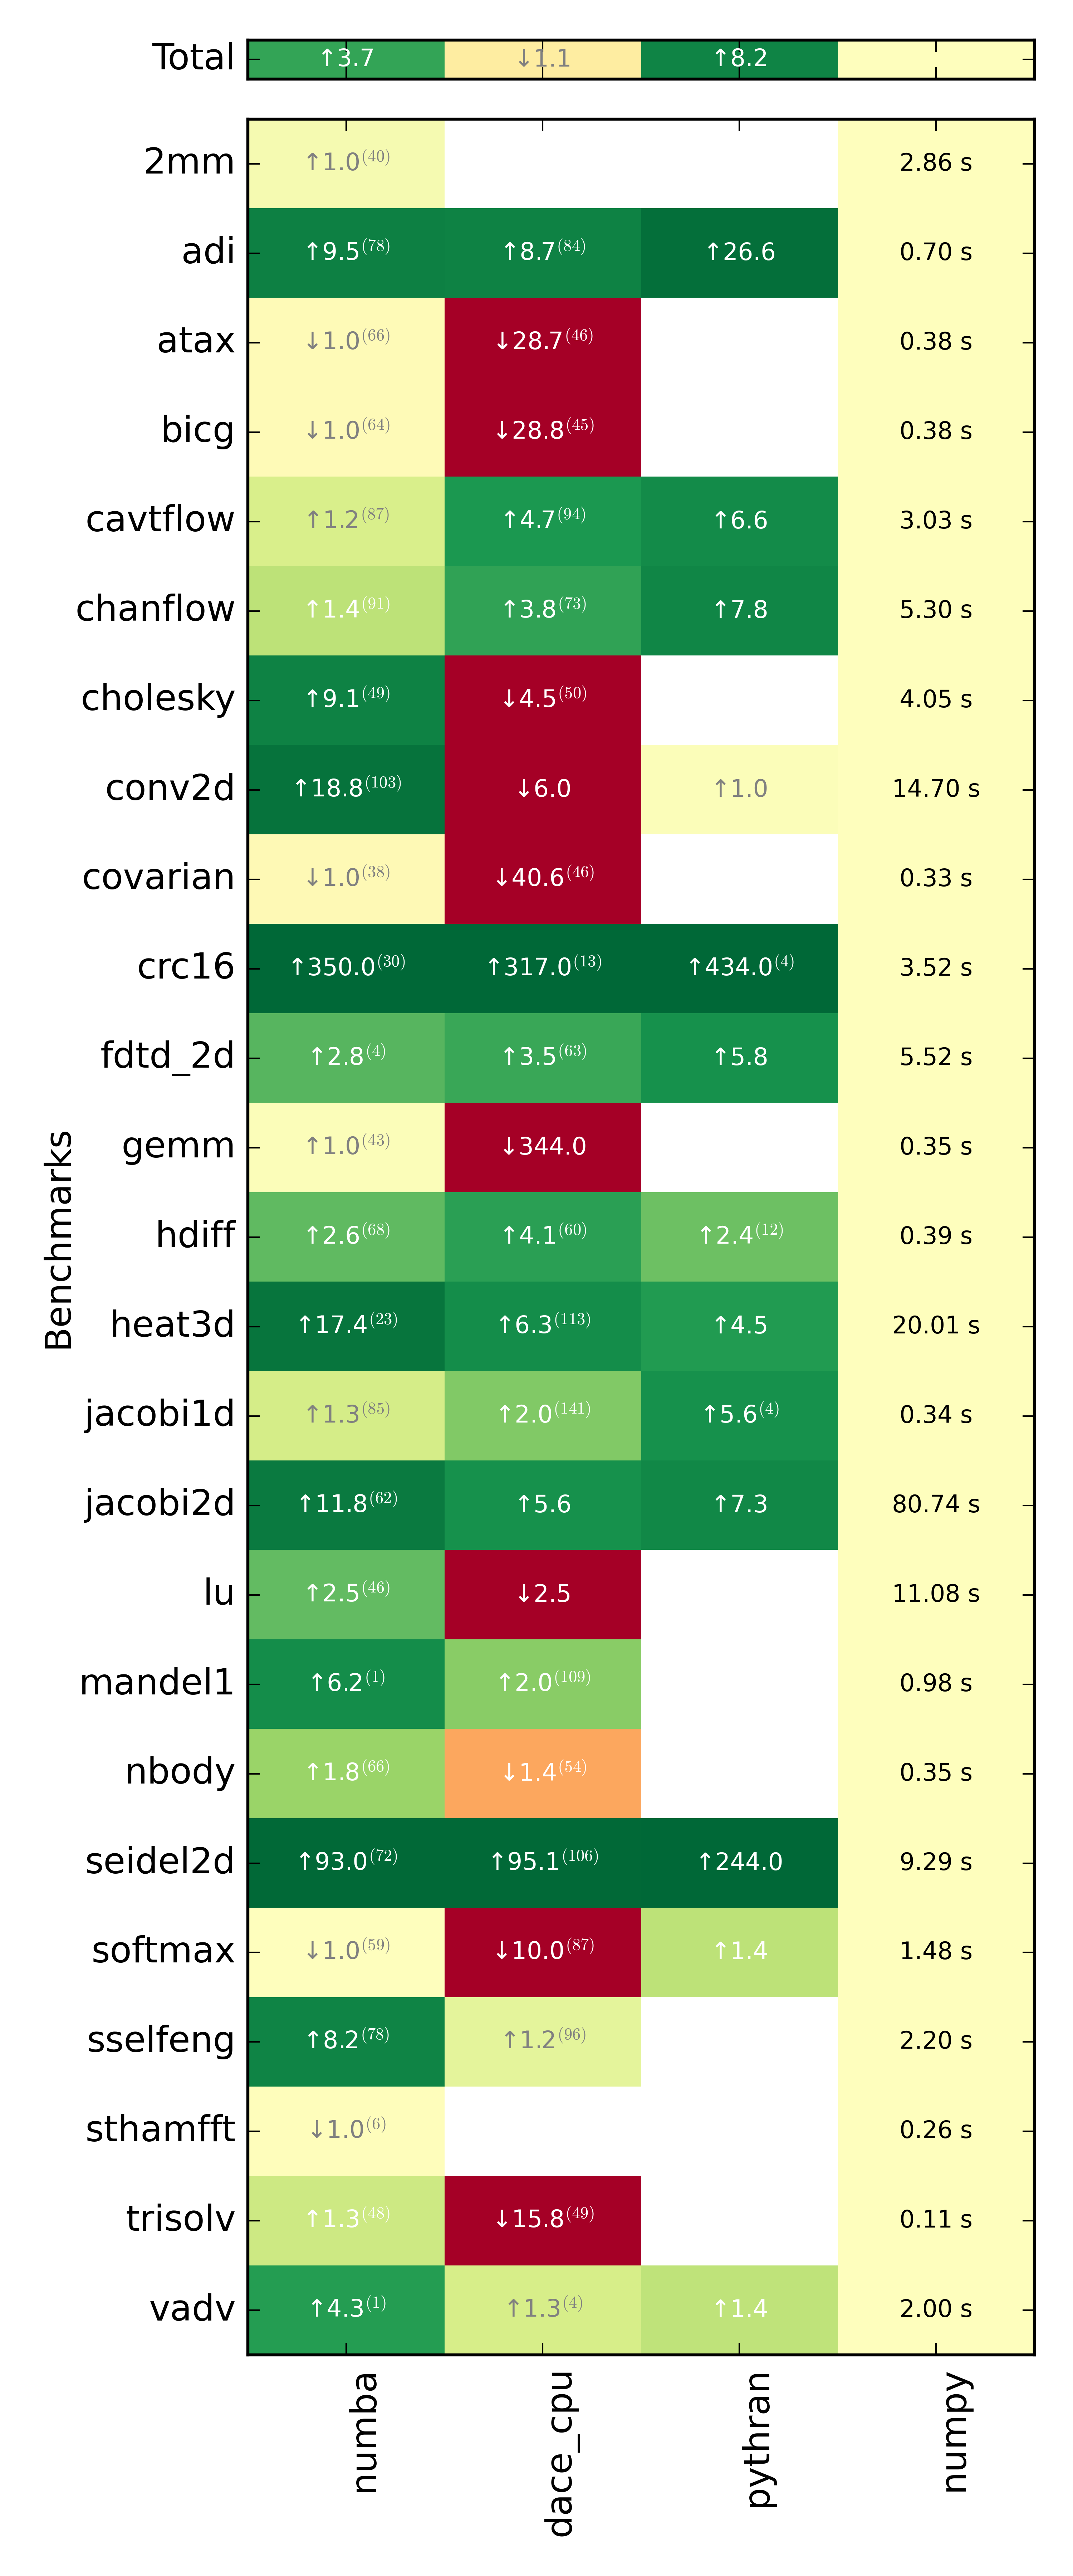 Total ↑3.7 ↓1.1 ↑8.2
2mm ↑1.0(40) 2.86 s
adi ↑9.5(78) ↑8.7(84) ↑26.6 0.70 s
atax ↓1.0(66) ↓28.7(46) 0.38 s
bicg ↓1.0(64) ↓28.8(45) 0.38 s
cavtflow ↑1.2(87) ↑4.7(94) ↑6.6 3.03 s
chanflow ↑1.4(91) ↑3.8(73) ↑7.8 5.30 s
cholesky ↑9.1(49) ↓4.5(50) 4.05 s
conv2d ↑18.8(103) ↓6.0 ↑1.0 14.70 s
covarian ↓1.0(38) ↓40.6(46) 0.33 s
crc16 ↑350.0(30) ↑317.0(13) ↑434.0(4) 3.52 s
fdtd_2d ↑2.8(4) ↑3.5(63) ↑5.8 5.52 s
gemm ↑1.0(43) ↓344.0 0.35 s
hdiff ↑2.6(68) ↑4.1(60) ↑2.4(12) 0.39 s
heat3d ↑17.4(23) ↑6.3(113) ↑4.5 20.01 s
jacobi1d ↑1.3(85) ↑2.0(141) ↑5.6(4) 0.34 s
jacobi2d ↑11.8(62) ↑5.6 ↑7.3 80.74 s
lu ↑2.5(46) ↓2.5 11.08 s
mandel1 ↑6.2(1) ↑2.0(109) 0.98 s
nbody ↑1.8(66) ↓1.4(54) 0.35 s
seidel2d ↑93.0(72) ↑95.1(106) ↑244.0 9.29 s
softmax ↓1.0(59) ↓10.0(87) ↑1.4 1.48 s
sselfeng ↑8.2(78) ↑1.2(96) 2.20 s
sthamfft ↓1.0(6) 0.26 s
trisolv ↑1.3(48) ↓15.8(49) 0.11 s
vadv ↑4.3(1) ↑1.3(4) ↑1.4 2.00 s
Benchmarks
numba dace_cpu pythran numpy